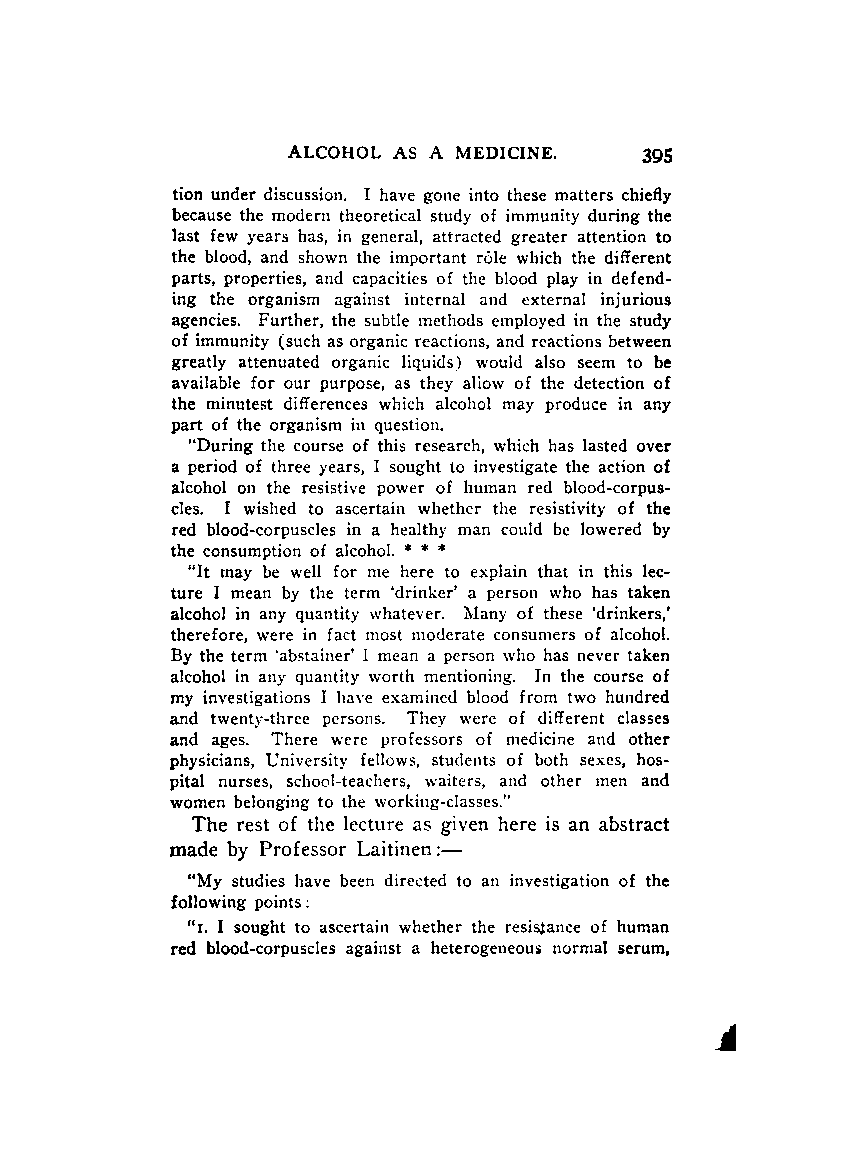 ALCOHOL AS A MEDICINE. 395
tion under discussion. I have gone into these matters chiefly
because the modern theoretical study of immunity during the
last few years has, in general, attracted greater attention to
the blood, and shown the important rôle which the different
parts, properties, and capacities of the blood play in defend-
ing the organism against internal and external injurious
agencies. Further, the subtle methods employed in the study
of immunity (such as organic reactions, and reactions between
greatly attenuated organic liquids) would also seem to be
available for our purpose, as they allow of the detection of
the minutest differences which alcohol may produce in any
part of the organism in question.
"During the course of this research, which has lasted over
a period of three years, I sought to investigate the action of
alcohol on the resistive power of human red blood-corpus-
cles. I wished to ascertain whether the resistivity of the
red blood-corpuscles in a healthy man could be lowered by
the consumption of alcohol. * * *
"It may be well for me here to explain that in this lec-
ture I mean by the term 'drinker' a person who has taken
alcohol in any quantity whatever. Many of these 'drinkers,'
therefore, were in fact most moderate consumers of alcohol.
By the term 'abstainer' I mean a person who has never taken
alcohol in any quantity worth mentioning. In the course of
my investigations I have examined blood from two hundred
and twenty-three persons. They were of different classes
and ages. There were professors of medicine and other
physicians, University fellows, students of both sexes, hos-
pital nurses, school-teachers, waiters, and other men and
women belonging to the working-classes."
The rest of the lecture as given here is an abstract
made by Professor Laitinen:—
"My studies have been directed to an investigation of the
following points:
"1. I sought to ascertain whether the resistance of human
red blood-corpuscles against a heterogeneous normal serum,